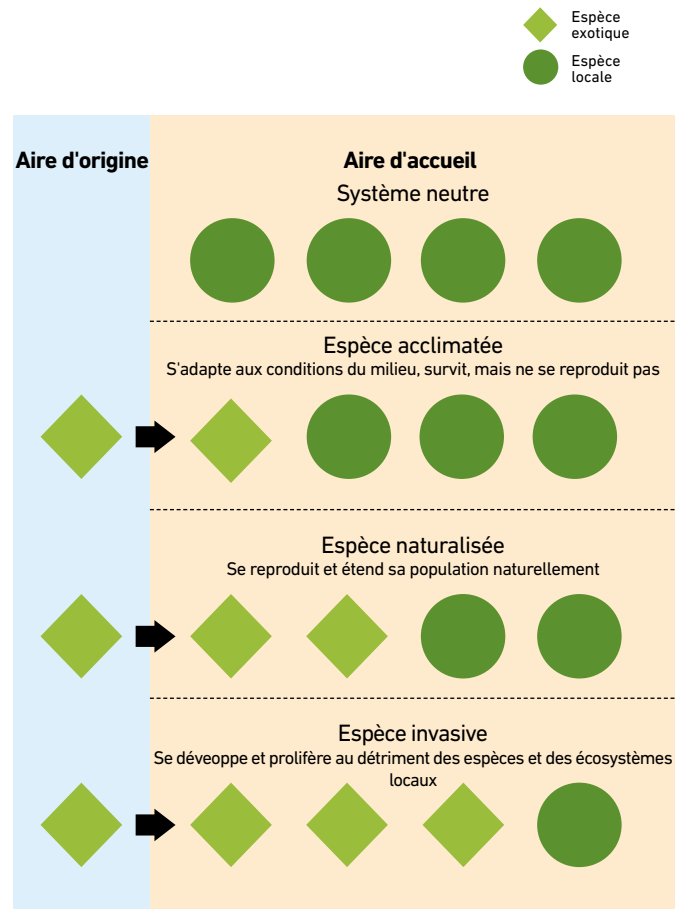 Espèce
exotique
Espèce
locale
Aire d'origine
Aire d'accueil
Système neutre
Espèce acclimatée
S'adapte aux conditions du milieu, survit, mais ne se reproduit pas
Espèce naturalisée
Se reproduit et étend sa population naturellement
Espèce invasive
Se déveoppe et prolifère au détriment des espèces et des écosystèmes
locaux